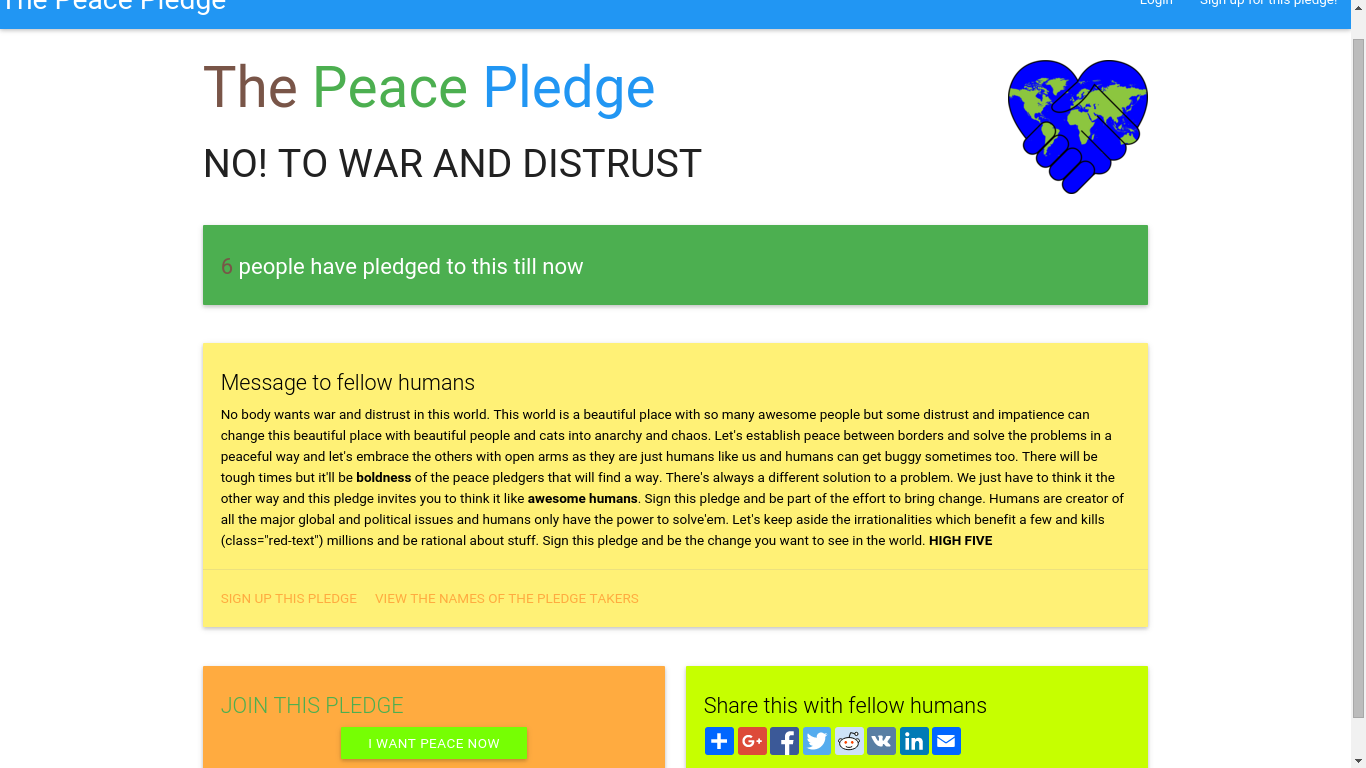 The Peace Pledge
Login Sign up for this pledge!
The Peace Pledge
NO! TO WAR AND DISTRUST
6 people have pledged to this till now
Message to fellow humans
No body wants war and distrust in this world. This world is a beautiful place with so many awesome people but some distrust and impatience can
change this beautiful place with beautiful people and cats into anarchy and chaos. Let's establish peace between borders and solve the problems in a
peaceful way and let's embrace the others with open arms as they are just humans like us and humans can get buggy sometimes too. There will be
tough times but it'll be boldness of the peace pledgers that will find a way. There's always a different solution to a problem. We just have to think it the
other way and this pledge invites you to think it like awesome humans. Sign this pledge and be part of the effort to bring change. Humans are creator of
all the major global and political issues and humans only have the power to solve'em. Let's keep aside the irrationalities which benefit a few and kills
(class="red-text") millions and be rational about stuff. Sign this pledge and be the change you want to see in the world. HIGH FIVE
SIGN UP THIS PLEDGE VIEW THE NAMES OF THE PLEDGE TAKERS
JOIN THIS PLEDGE
I WANT PEACE NOW
Share this with fellow humans